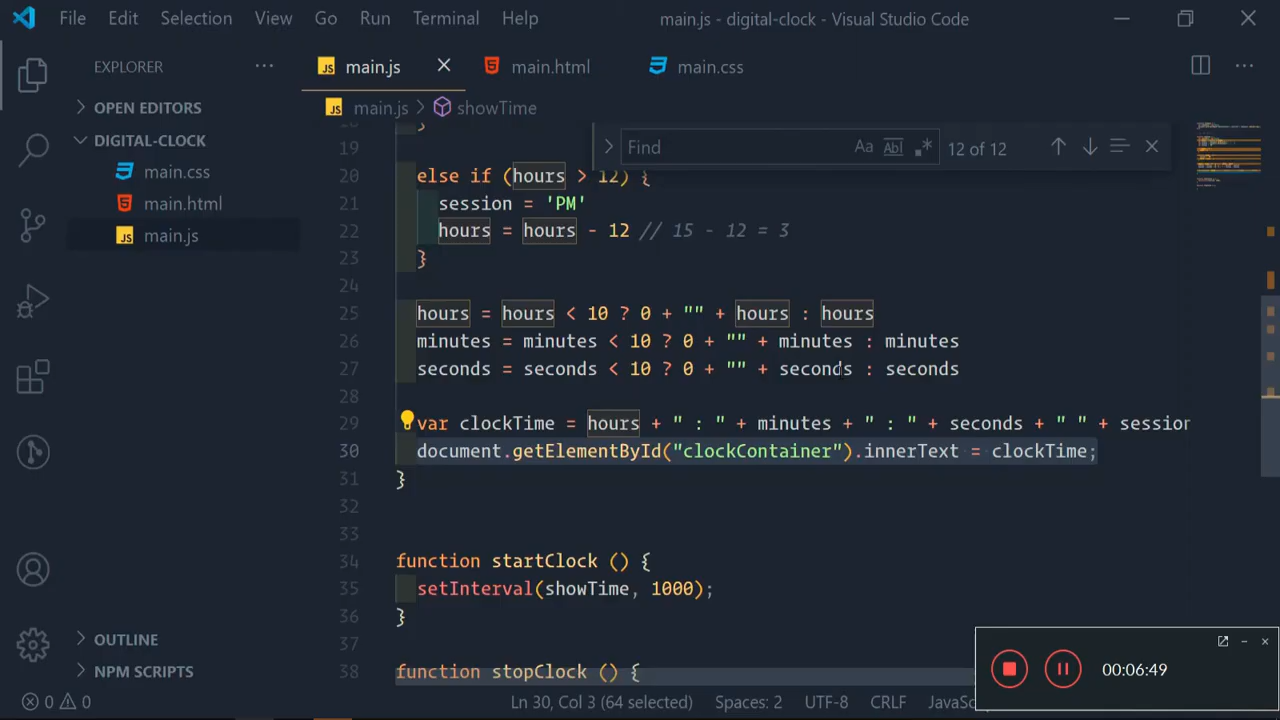 File Edit Selection View Go Run Terminal Help main.js - digital-clock - Visual Studio Code
EXPLORER ···
main.js main.html main.css
OPEN EDITORS
DIGITAL-CLOCK
main.css
main.html
main.js
OUTLINE
NPM SCRIPTS
main.js > showTime
Find Aa Ab| .* 12 of 12
19
20 else if (hours > 12) {
21 session = 'PM'
22 hours = hours - 12 // 15 - 12 = 3
23 }
24
25 hours = hours < 10 ? 0 + "" + hours : hours
26 minutes = minutes < 10 ? 0 + "" + minutes : minutes
27 seconds = seconds < 10 ? 0 + "" + seconds : seconds
28
29 var clockTime = hours + " : " + minutes + " : " + seconds + " " + session
30 document.getElementById("clockContainer").innerText = clockTime;
31 }
32
33
34 function startClock () {
35 setInterval(showTime, 1000);
36 }
37
38 function stopClock () {
00:06:49
0 0 Ln 30, Col 3 (64 selected) Spaces: 2 UTF-8 CRLF JavaSc